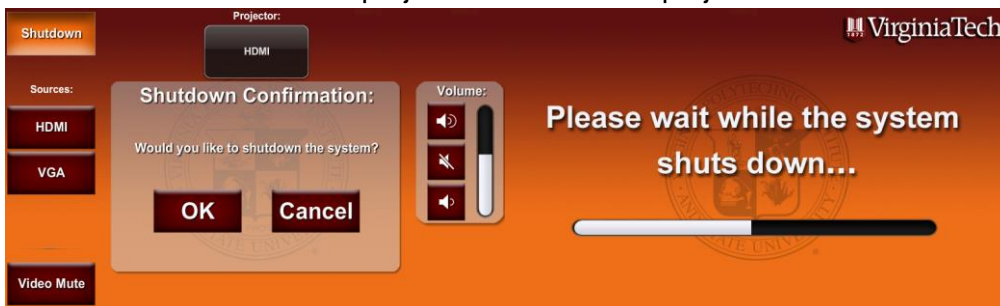 Shutdown
Projector:
HDMI
VirginiaTech
1872
Sources:
HDMI
VGA
Video Mute
Shutdown Confirmation:
Would you like to shutdown the system?
OK
Cancel
Volume:
Please wait while the system
shuts down...